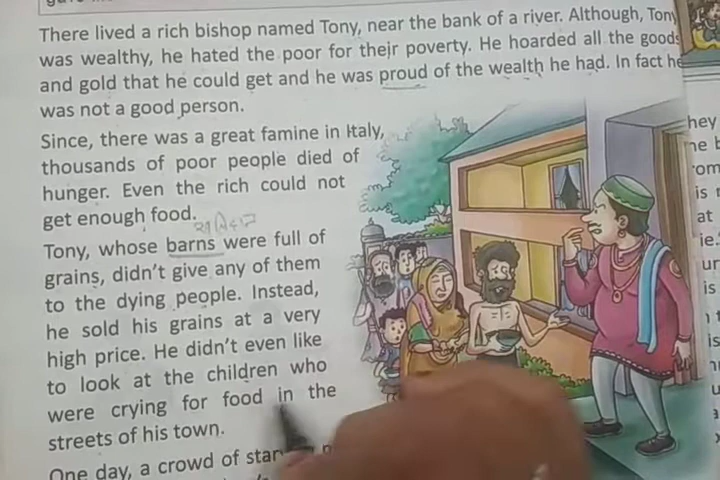 There lived a rich bishop named Tony, near the bank of a river. Although, Tony
was wealthy, he hated the poor for their poverty. He hoarded all the goods
and gold that he could get and he was proud of the wealth he had. In fact he
was not a good person.
Since, there was a great famine in Italy,
thousands of poor people died of
hunger. Even the rich could not
get enough food.
Tony, whose barns were full of
grains, didn't give any of them
to the dying people. Instead,
he sold his grains at a very
high price. He didn't even like
to look at the children who
were crying for food in the
streets of his town.
One day, a crowd of
hey
is
at
is